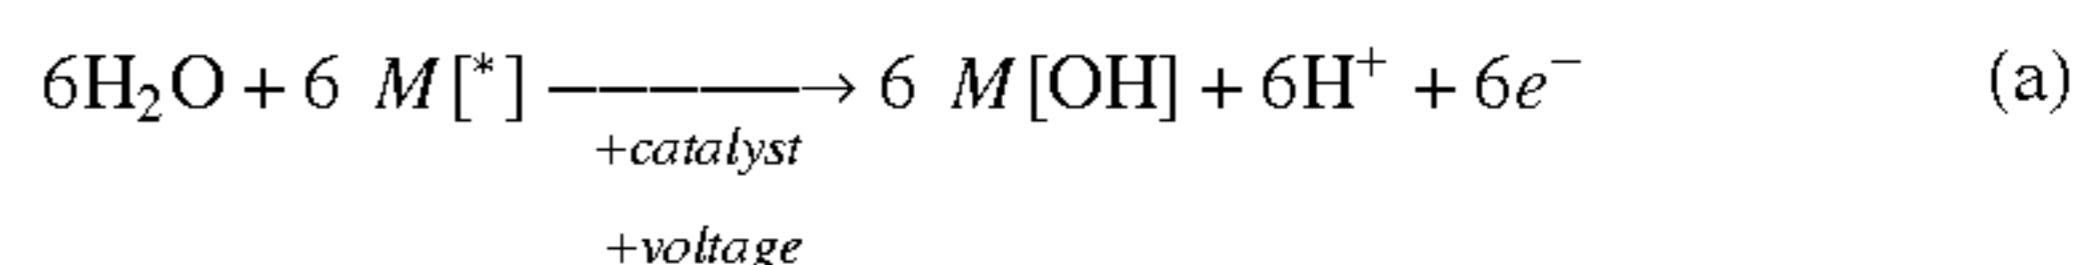 6H₂O + 6 M[*] ————→ 6 M[OH] + 6H⁺ + 6e⁻ (a)
+catalyst
+voltage